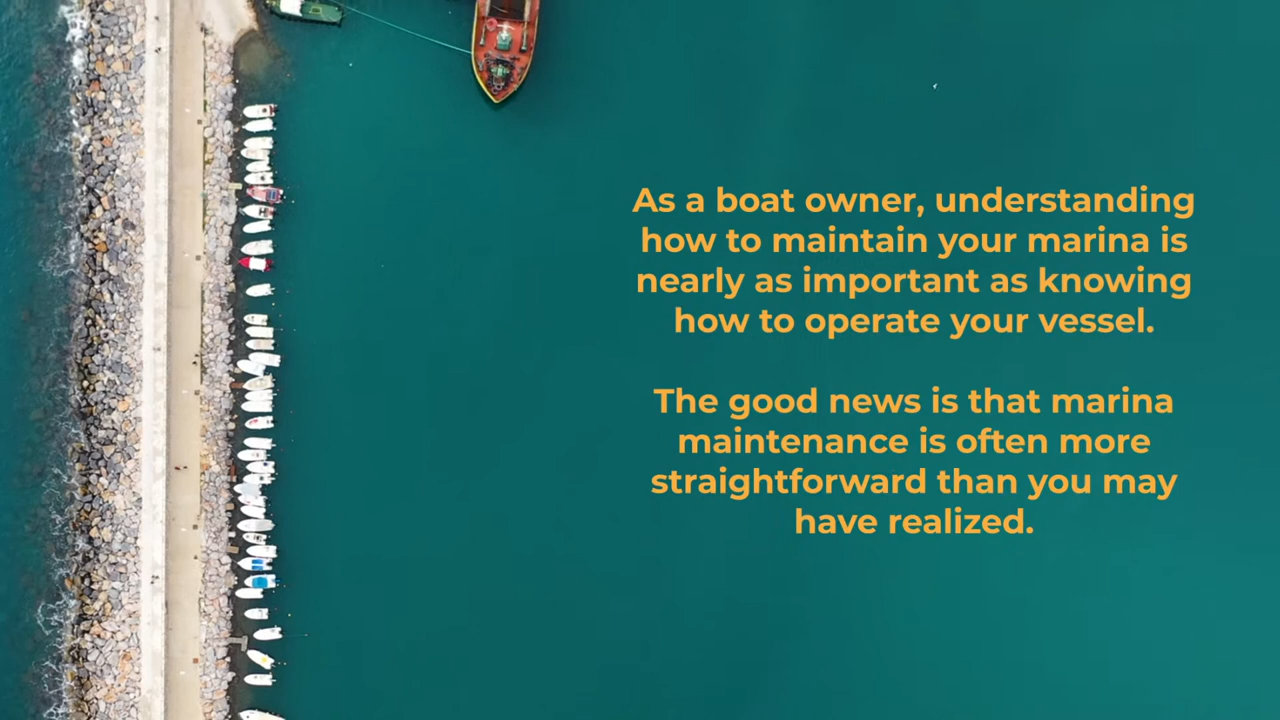 As a boat owner, understanding
how to maintain your marina is
nearly as important as knowing
how to operate your vessel.
The good news is that marina
maintenance is often more
straightforward than you may
have realized.